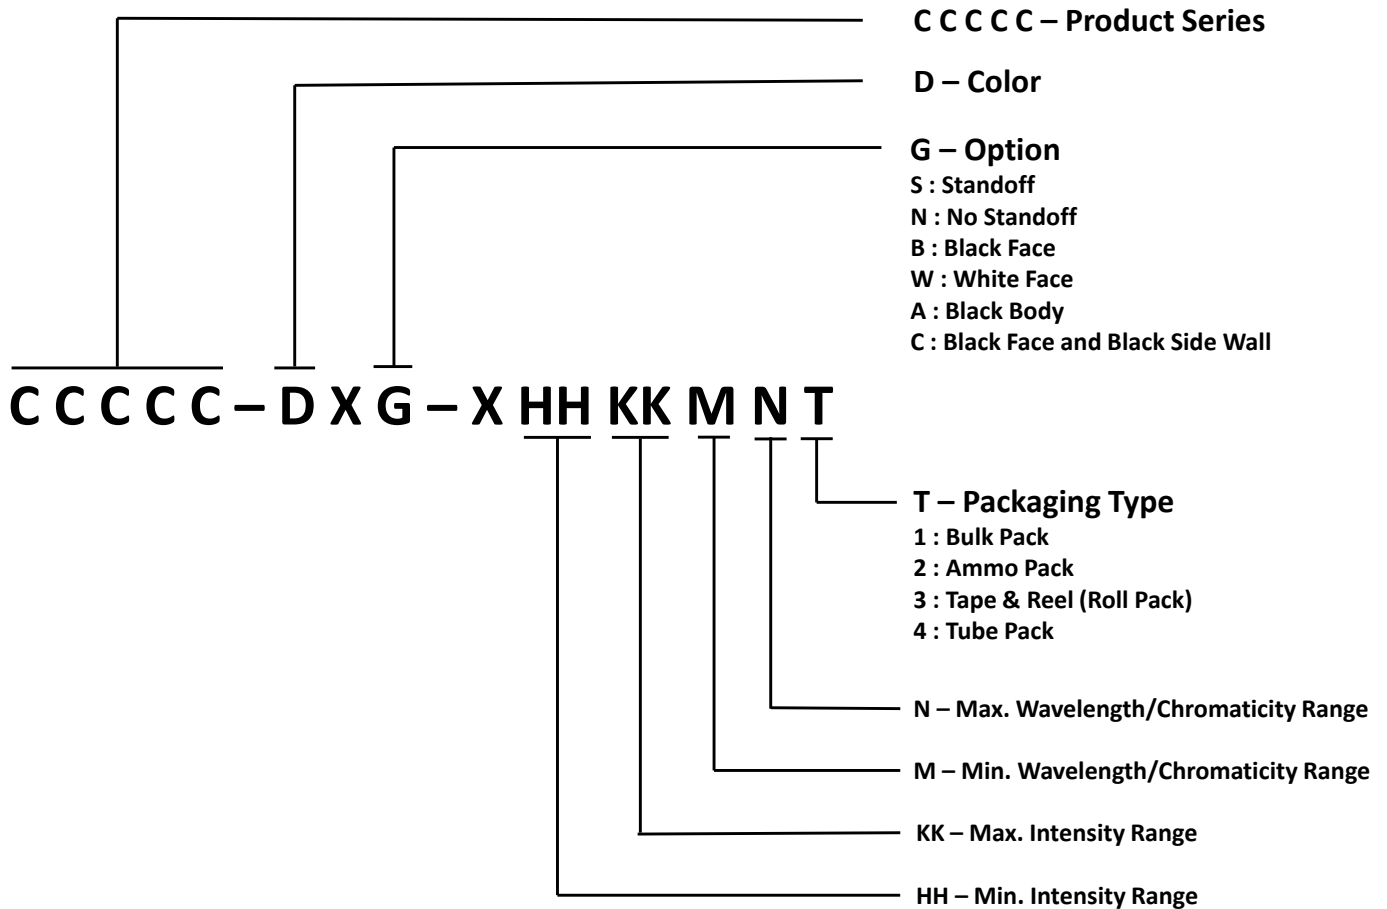 C C C C C – Product Series
D – Color
G – Option
S : Standoff
N : No Standoff
B : Black Face
W : White Face
A : Black Body
C : Black Face and Black Side Wall
C C C C C – D X G – X HH KK M N T
T – Packaging Type
1 : Bulk Pack
2 : Ammo Pack
3 : Tape & Reel (Roll Pack)
4 : Tube Pack
N – Max. Wavelength/Chromaticity Range
M – Min. Wavelength/Chromaticity Range
KK – Max. Intensity Range
HH – Min. Intensity Range